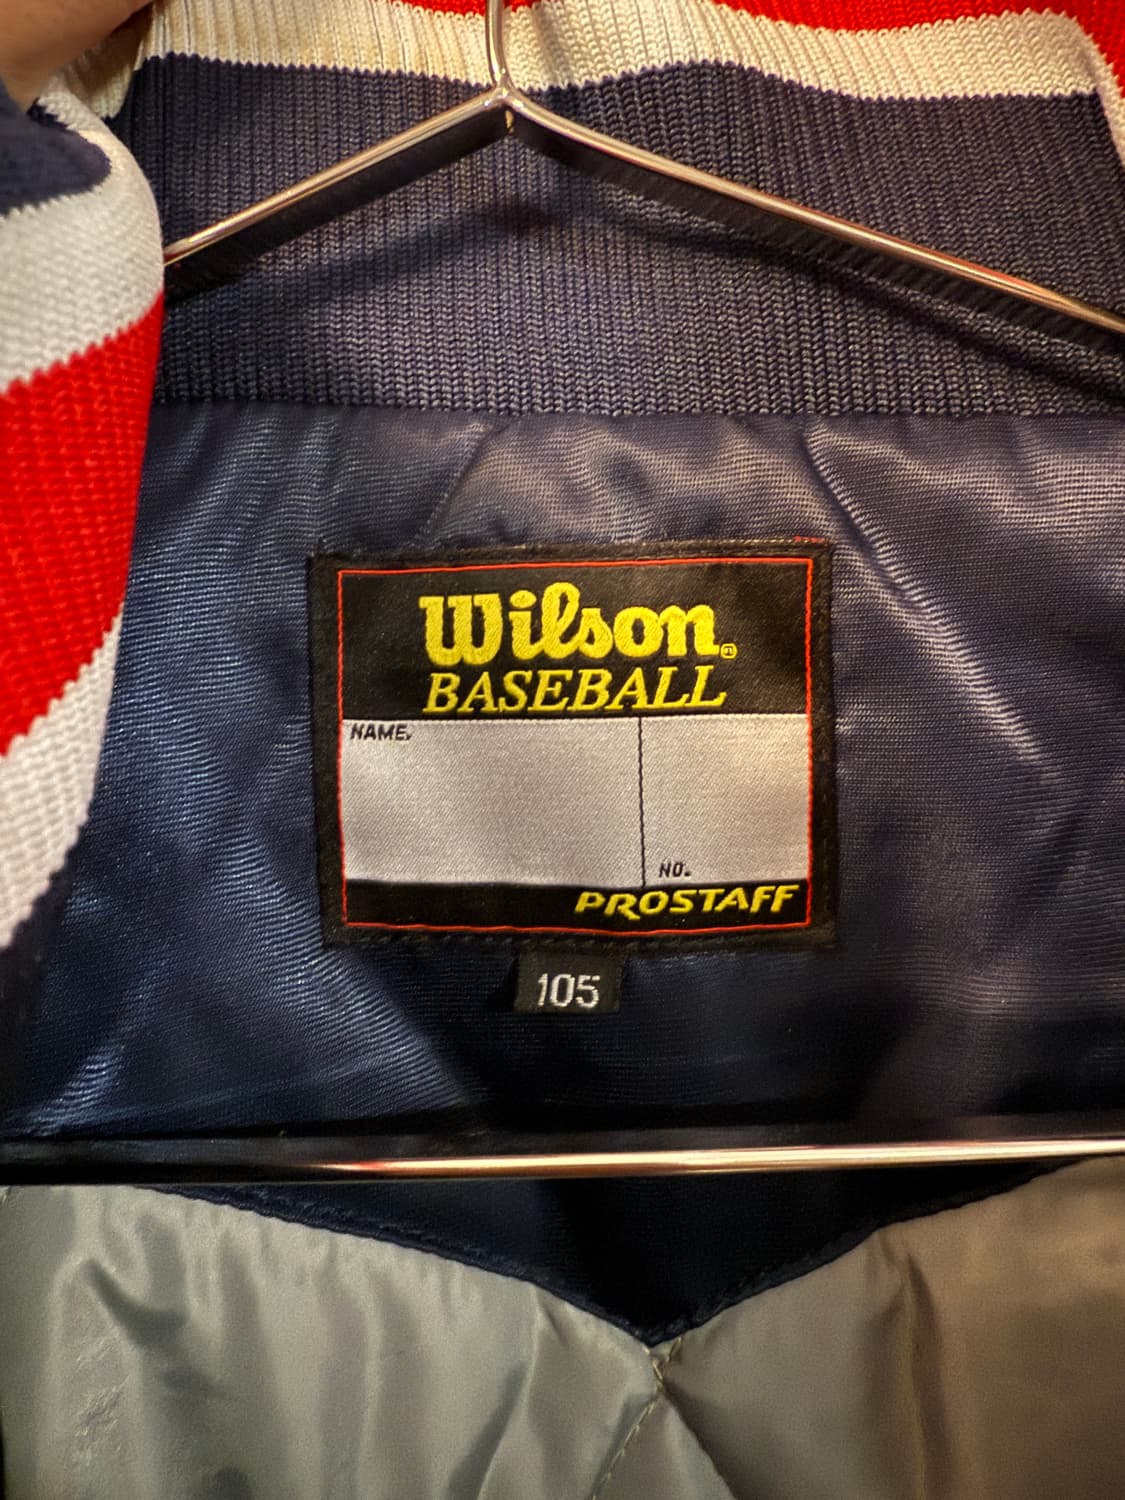 Wilson®
BASEBALL
NAME.
NO.
PROSTAFF
105